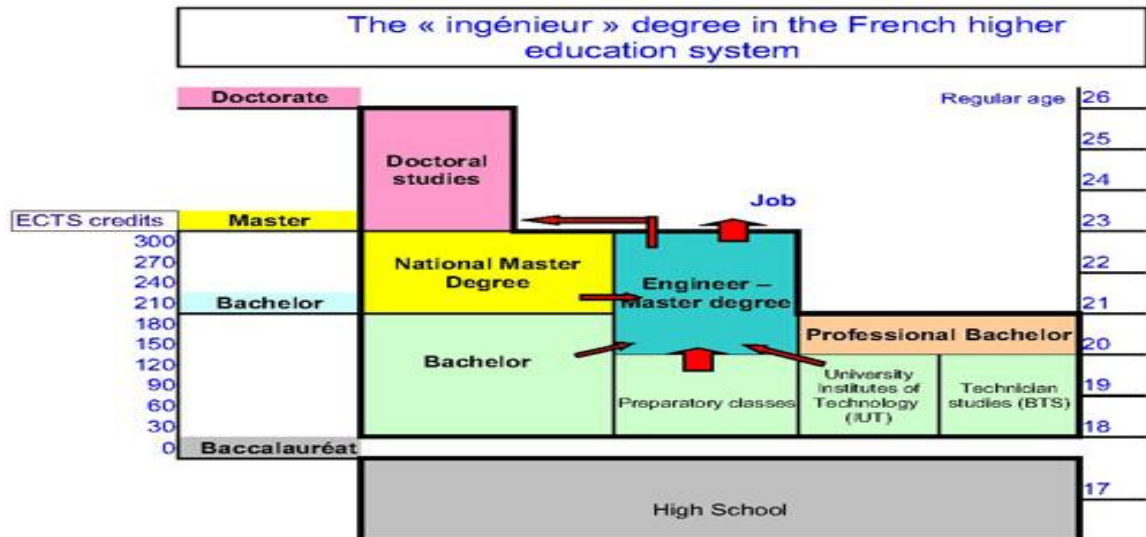 The « ingénieur » degree in the French higher
education system
Doctorate
Regular age
26
25
Doctoral
studies
24
Job
ECTS credits
Master
23
300
270
240
210
180
150
120
90
60
30
0
National Master
Degree
Engineer –
Master degree
22
Bachelor
21
Professional Bachelor
Bachelor
20
University
Institutes of
Technology
(IUT)
Technician
studies (BTS)
19
Preparatory classes
18
Baccalauréat
17
High School